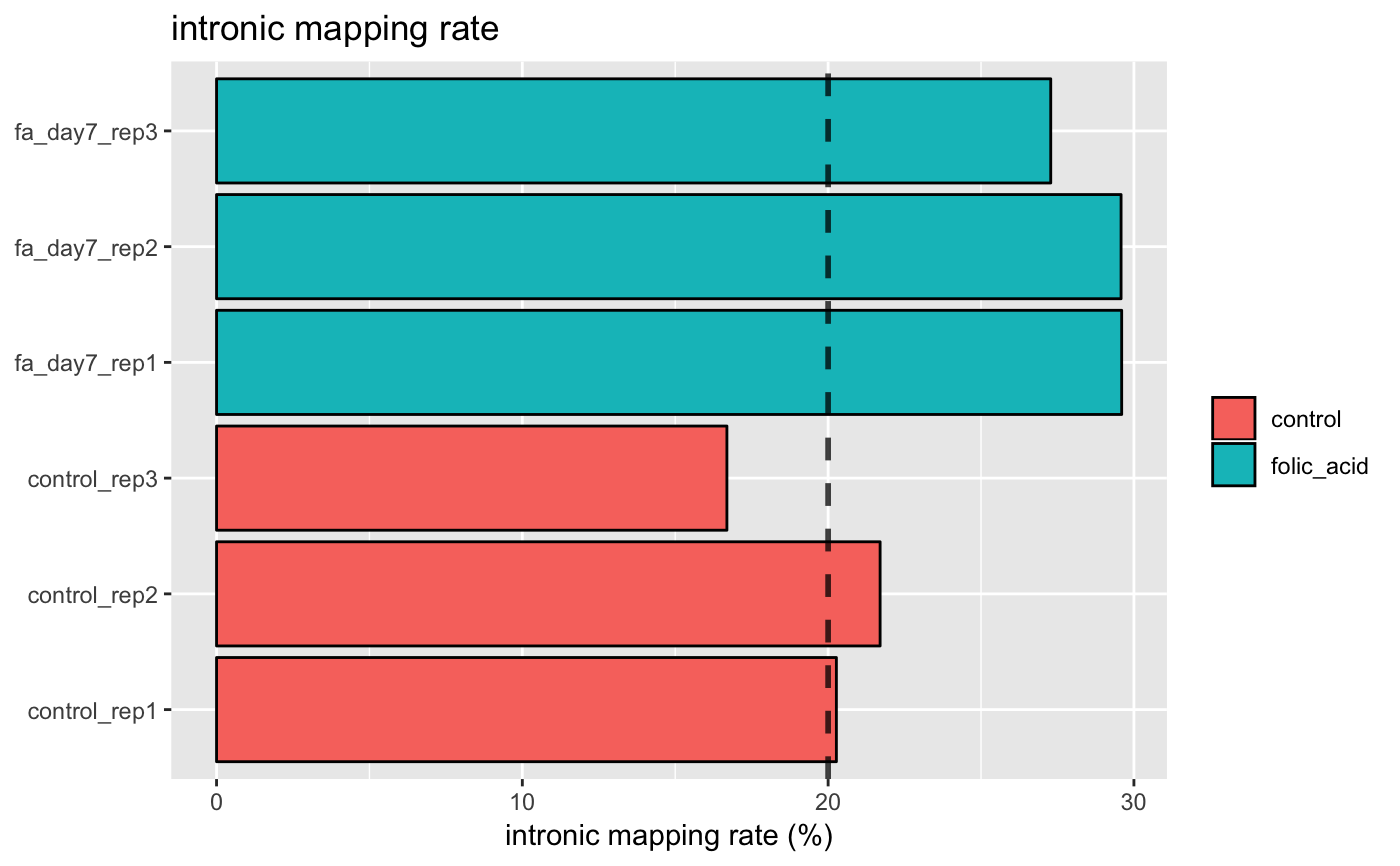 intronic mapping rate
fa_day7_rep3
fa_day7_rep2
fa_day7_rep1
control_rep3
control_rep2
control_rep1
0 10 20 30
intronic mapping rate (%)
control
folic_acid